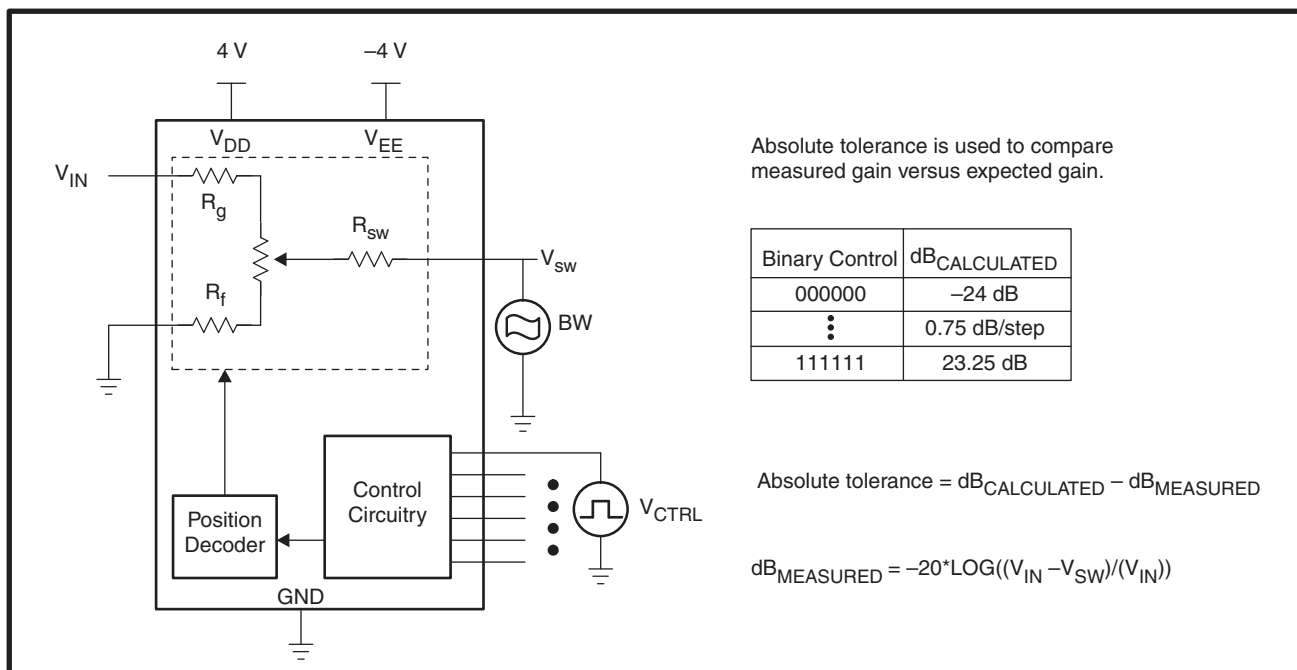 4 V
–4 V
VDD
VEE
VIN
Rg
Rsw
Vsw
Rf
BW
Control
Circuitry
VCTRL
Position
Decoder
GND
Absolute tolerance is used to compare
measured gain versus expected gain.
Binary Control dBCALCULATED
000000 –24 dB
0.75 dB/step
111111 23.25 dB
Absolute tolerance = dBCALCULATED – dBMEASURED
dBMEASURED = –20*LOG((VIN –VSW)/(VIN))